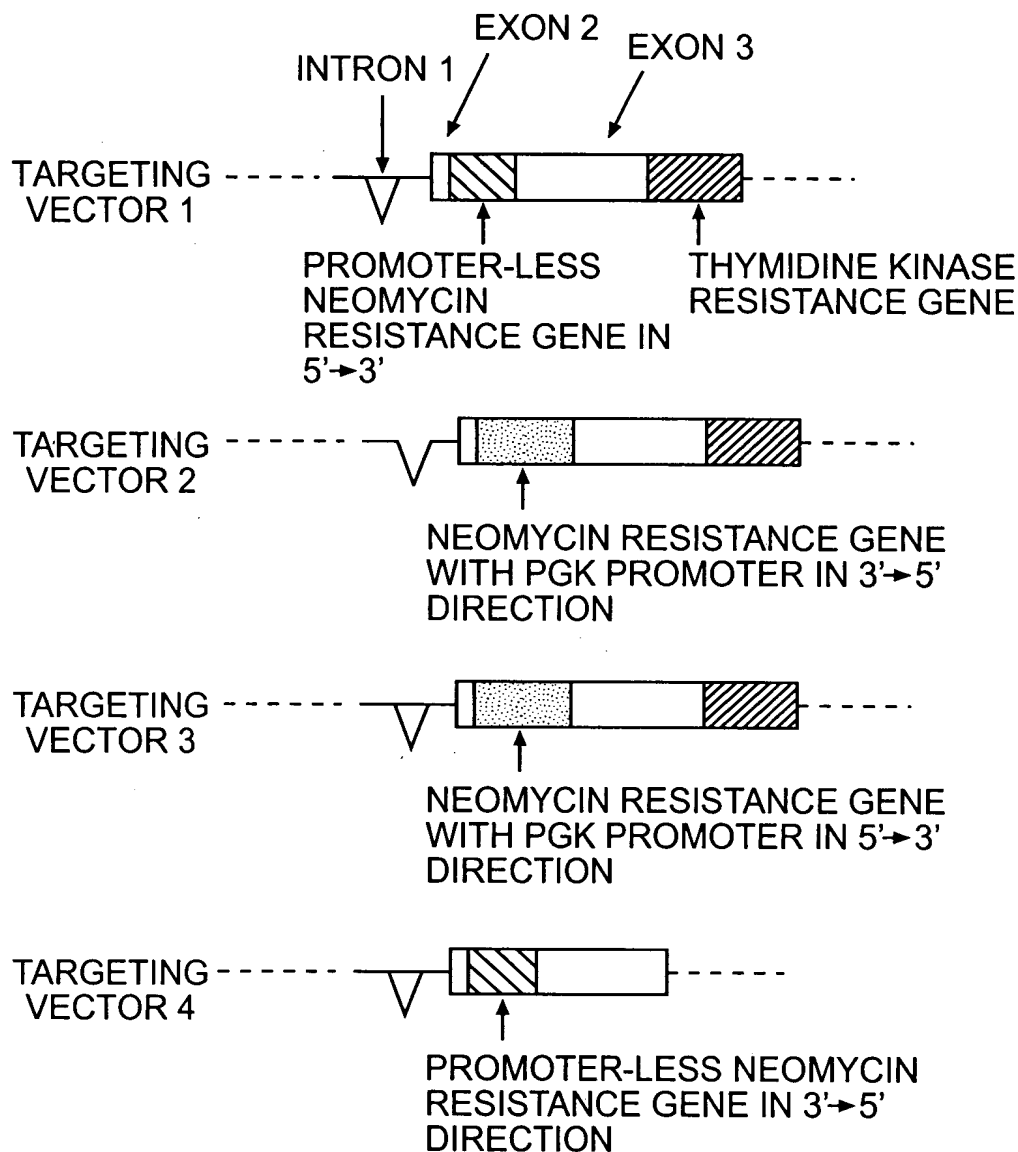 EXON 2
EXON 3
INTRON 1
TARGETING
VECTOR 1
PROMOTER-LESS
NEOMYCIN
RESISTANCE GENE IN
5'→3'
THYMIDINE KINASE
RESISTANCE GENE
TARGETING
VECTOR 2
NEOMYCIN RESISTANCE GENE
WITH PGK PROMOTER IN 3'→5'
DIRECTION
TARGETING
VECTOR 3
NEOMYCIN RESISTANCE GENE
WITH PGK PROMOTER IN 5'→3'
DIRECTION
TARGETING
VECTOR 4
PROMOTER-LESS NEOMYCIN
RESISTANCE GENE IN 3'→5'
DIRECTION